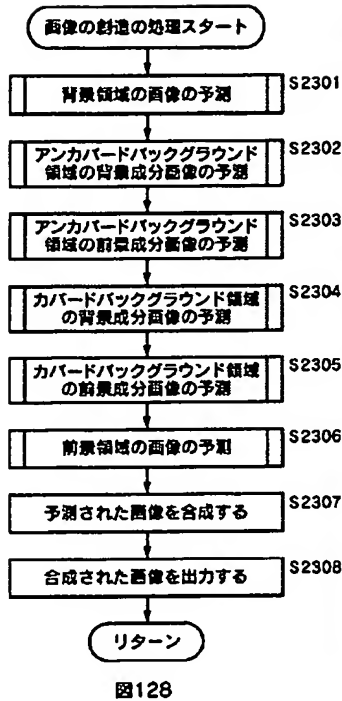 画像の創造の処理スタート
背景領域の画像の予測
S2301
アンカバードバックグラウンド
領域の背景成分画像の予測
S2302
アンカバードバックグラウンド
領域の前景成分画像の予測
S2303
カバードバックグラウンド領域
の背景成分画像の予測
S2304
カバードバックグラウンド領域
の前景成分画像の予測
S2305
前景領域の画像の予測
S2306
予測された画像を合成する
S2307
合成された画像を出力する
S2308
リターン
図128